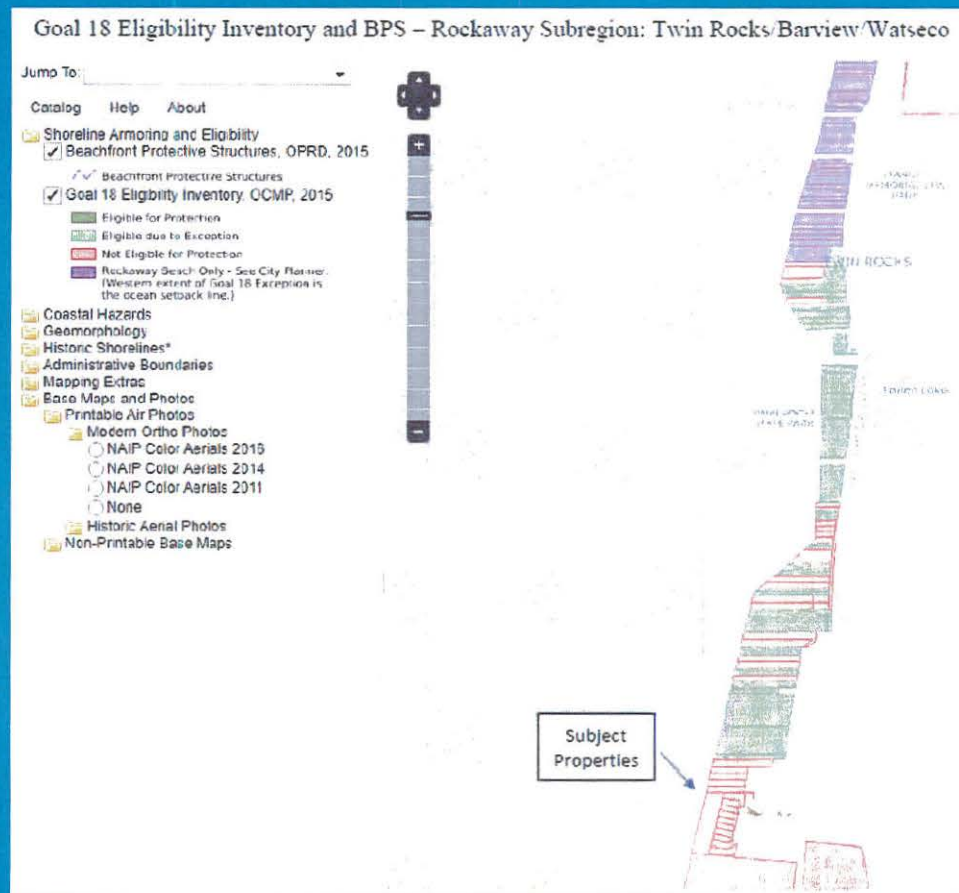 Goal 18 Eligibility Inventory and BPS – Rockaway Subregion: Twin Rocks/Barview/Watseco
Jump To:
Catalog Help About
Shoreline Armoring and Eligibility
Beachfront Protective Structures, OPRD, 2015
Beachfront Protective Structures
Goal 18 Eligibility Inventory, OCMP, 2015
Eligible for Protection
Eligible due to Exception
Not Eligible for Protection
Rockaway Beach Only - See City Planner.
(Western extent of Goal 18 Exception is
the ocean setback line.)
Coastal Hazards
Geomorphology
Historic Shorelines*
Administrative Boundaries
Mapping Extras
Base Maps and Photos
Printable Air Photos
Modern Ortho Photos
NAIP Color Aerials 2016
NAIP Color Aerials 2014
NAIP Color Aerials 2011
None
Historic Aerial Photos
Non-Printable Base Maps
ROCKS
STATE PARK
Subject
Properties